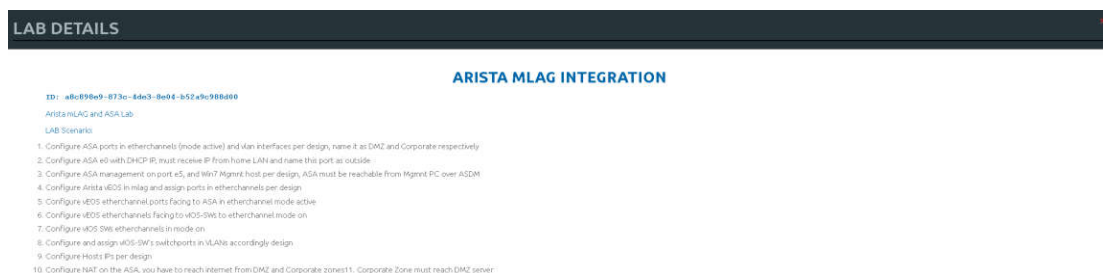 LAB DETAILS
ARISTA MLAG INTEGRATION
ID: a8c898e9-873c-4de3-8e04-b52a9c988d00
Arista mLAG and ASA Lab
LAB Scenario:
1. Configure ASA ports in etherchannels (mode active) and vlan interfaces per design, name it as DMZ and Corporate respectively
2. Configure ASA e0 with DHCP IP, must receive IP from home LAN and name this port as outside
3. Configure ASA management on port e5, and Win7 Mgmnt host per design, ASA must be reachable from Mgmnt PC over ASDM
4. Configure Arista vEOS in mlag and assign ports in etherchannels per design
5. Configure vEOS etherchannel ports facing to ASA in etherchannel mode active
6. Configure vEOS etherchannels facing to vIOS-SWs to etherchannel mode on
7. Configure vIOS SWs etherchannels in mode on
8. Configure and assign vIOS-SW's switchports in VLANs accordingly design
9. Configure Hosts IPs per design
10. Configure NAT on the ASA, you have to reach internet from DMZ and Corporate zones11. Corporate Zone must reach DMZ server